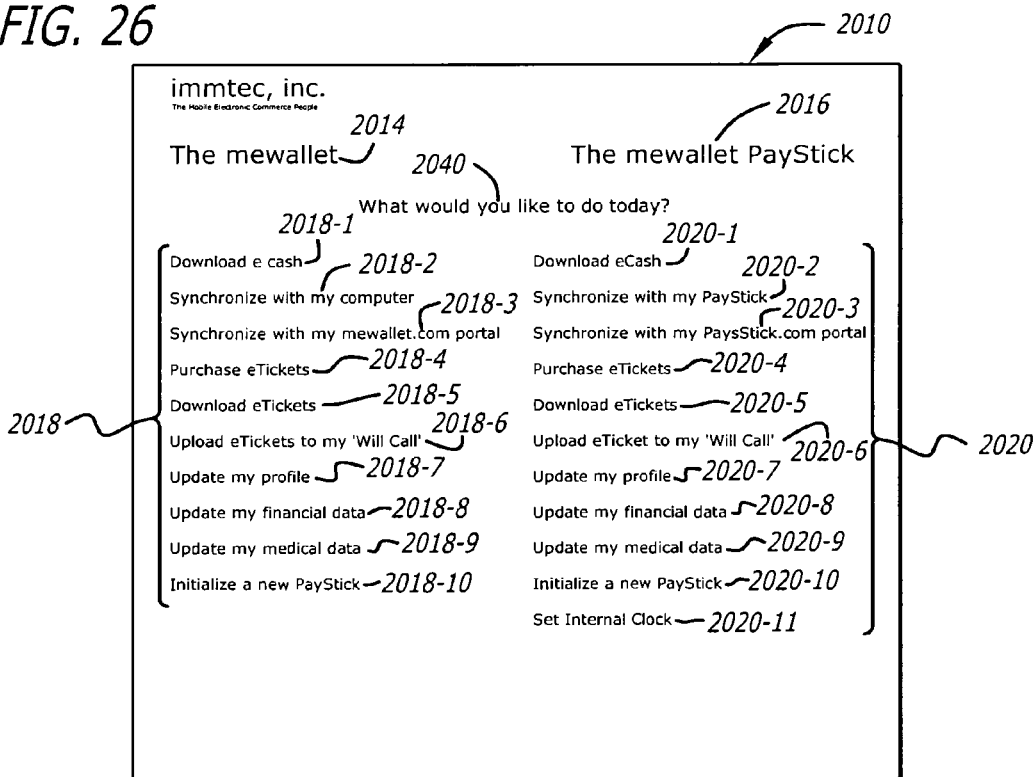 FIG. 26
2010
immtec, inc.
The Mobile Electronic Commerce People
2014
2016
The mewallet
The mewallet PayStick
2040
What would you like to do today?
2018-1
2020-1
Download e cash
Download eCash
2018-2
2020-2
Synchronize with my computer
Synchronize with my PayStick
2018-3
2020-3
Synchronize with my mewallet.com portal
Synchronize with my PaysStick.com portal
Purchase eTickets 2018-4
Purchase eTickets 2020-4
Download eTickets 2018-5
Download eTickets 2020-5
2018
Upload eTickets to my 'Will Call' 2018-6
Upload eTicket to my 'Will Call' 2020-6
2020
Update my profile 2018-7
Update my profile 2020-7
Update my financial data 2018-8
Update my financial data 2020-8
Update my medical data 2018-9
Update my medical data 2020-9
Initialize a new PayStick 2018-10
Initialize a new PayStick 2020-10
Set Internal Clock 2020-11